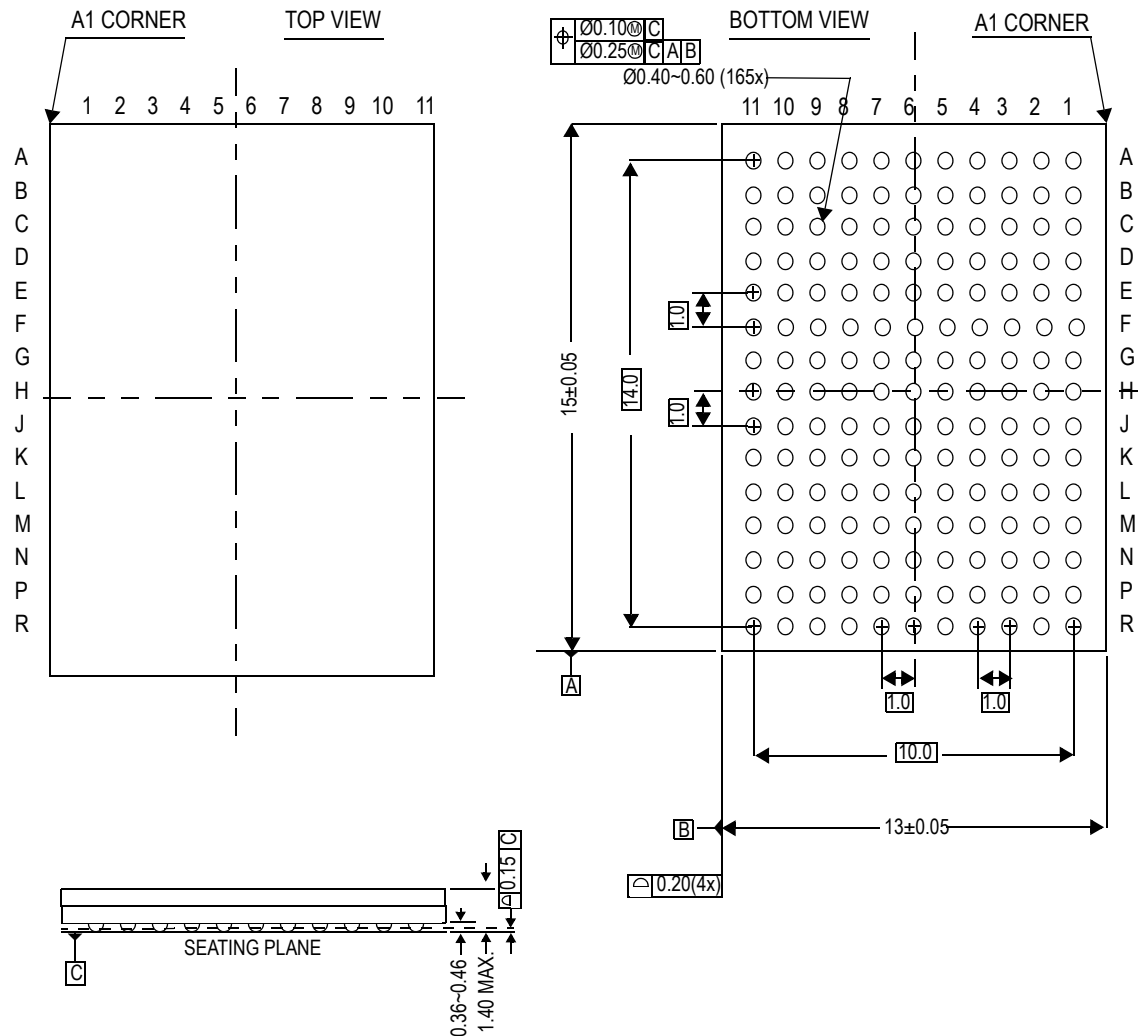 A1 CORNER
TOP VIEW
1 2 3 4 5 6 7 8 9 10 11
A
B
C
D
E
F
G
H
J
K
L
M
N
P
R
BOTTOM VIEW
A1 CORNER
Ø0.10Ⓜ C
Ø0.25Ⓜ C A B
Ø0.40~0.60 (165x)
11 10 9 8 7 6 5 4 3 2 1
A
B
C
D
E
F
G
H
J
K
L
M
N
P
R
15±0.05
14.0
1.0
1.0
A
1.0
1.0
10.0
B
13±0.05
0.20(4x)
0.15 C
SEATING PLANE
C
0.36~0.46
1.40 MAX.